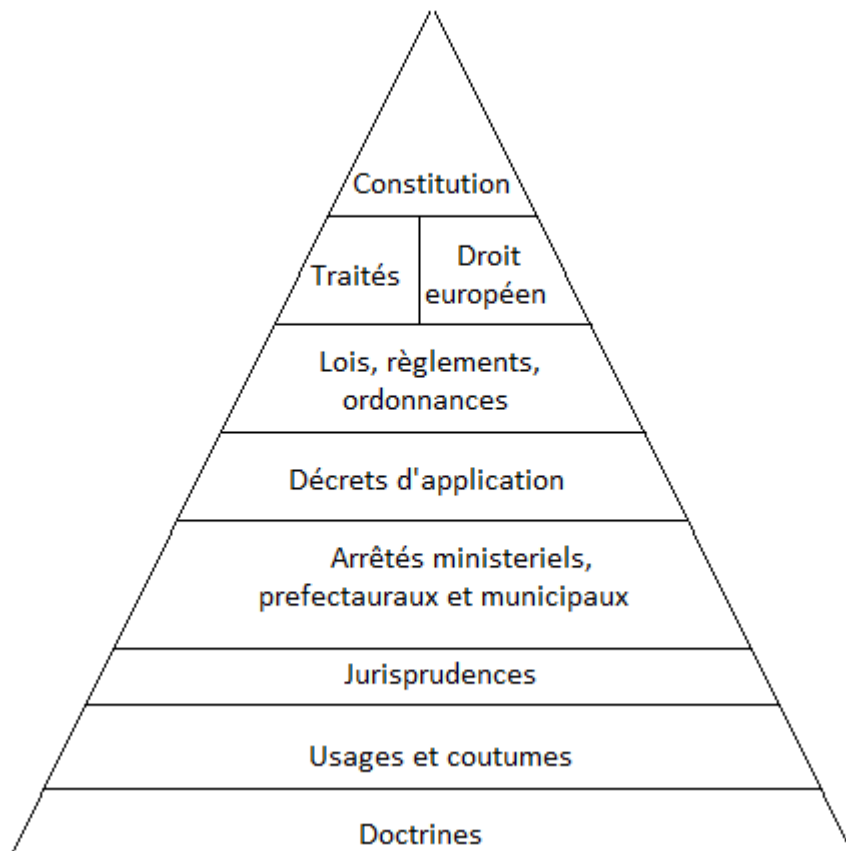 Constitution
Traités
Droit
européen
Lois, règlements,
ordonnances
Décrets d'application
Arrêtés ministeriels,
prefectauraux et municipaux
Jurisprudences
Usages et coutumes
Doctrines